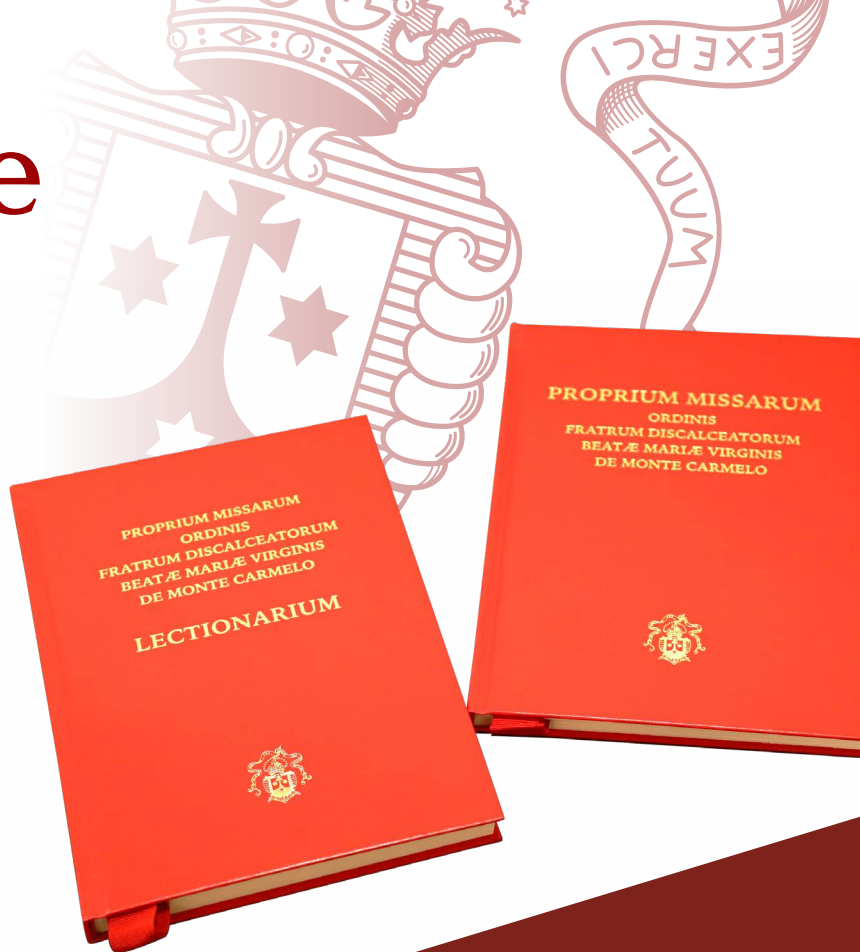 e
EXERCI
TUUM
PROPRIUM MISSARUM
ORDINIS
FRATRUM DISCALCEATORUM
BEATÆ MARIÆ VIRGINIS
DE MONTE CARMELO
PROPRIUM MISSARUM
ORDINIS
FRATRUM DISCALCEATORUM
BEATÆ MARIÆ VIRGINIS
DE MONTE CARMELO
LECTIONARIUM